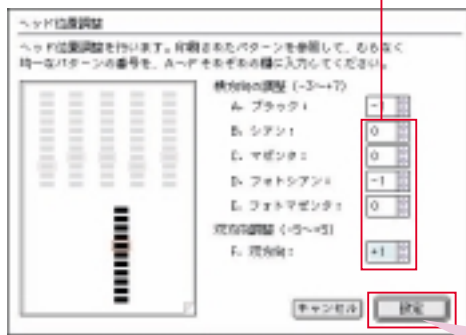 ヘッド位置調整
ヘッド位置調整を行います。印刷されたパターンを参照して、むらなく
均一なパターンの番号を、A～Fそれぞれの欄に入力してください。
横方向の調整（-3～+7）
A. ブラック： -1
B. シアン： 0
C. マゼンタ： 0
D. フォトシアン： -1
E. フォトマゼンタ： 0
双方向調整（-5～+5）
F. 双方向： +1
キャンセル 設定